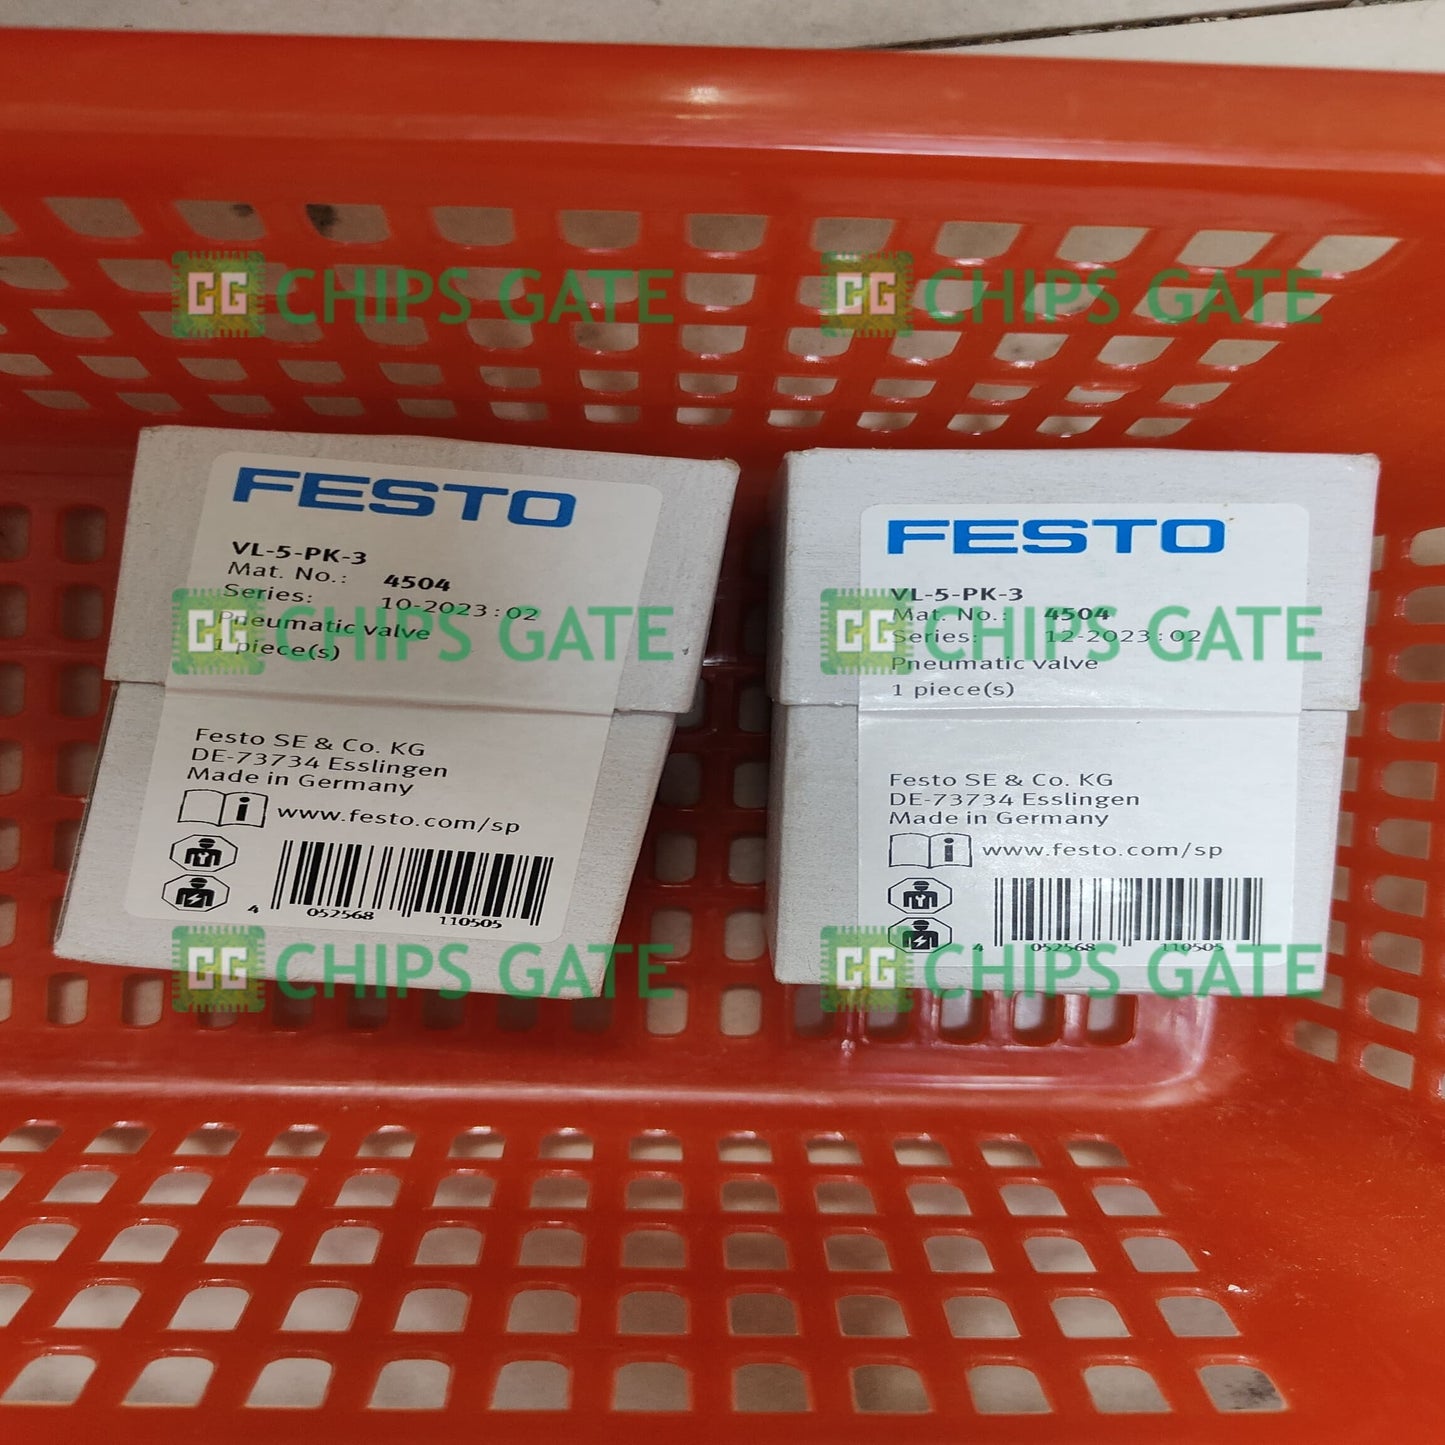 CG CHIPS GATE
CG CHIPS GATE
FESTO
VL-5-PK-3
Mat. No.: 4504
Series: 10-2023:02
Pneumatic valve
1 piece(s)
Festo SE & Co. KG
DE-73734 Esslingen
Made in Germany
i www.festo.com/sp
4 052568 110505
FESTO
VL-5-PK-3
Mat. No.: 4504
Series: 12-2023:02
Pneumatic valve
1 piece(s)
Festo SE & Co. KG
DE-73734 Esslingen
Made in Germany
i www.festo.com/sp
4 052568 110505
CG CHIPS GATE
CG CHIPS GATE
CG CHIPS GATE
CG CHIPS GATE